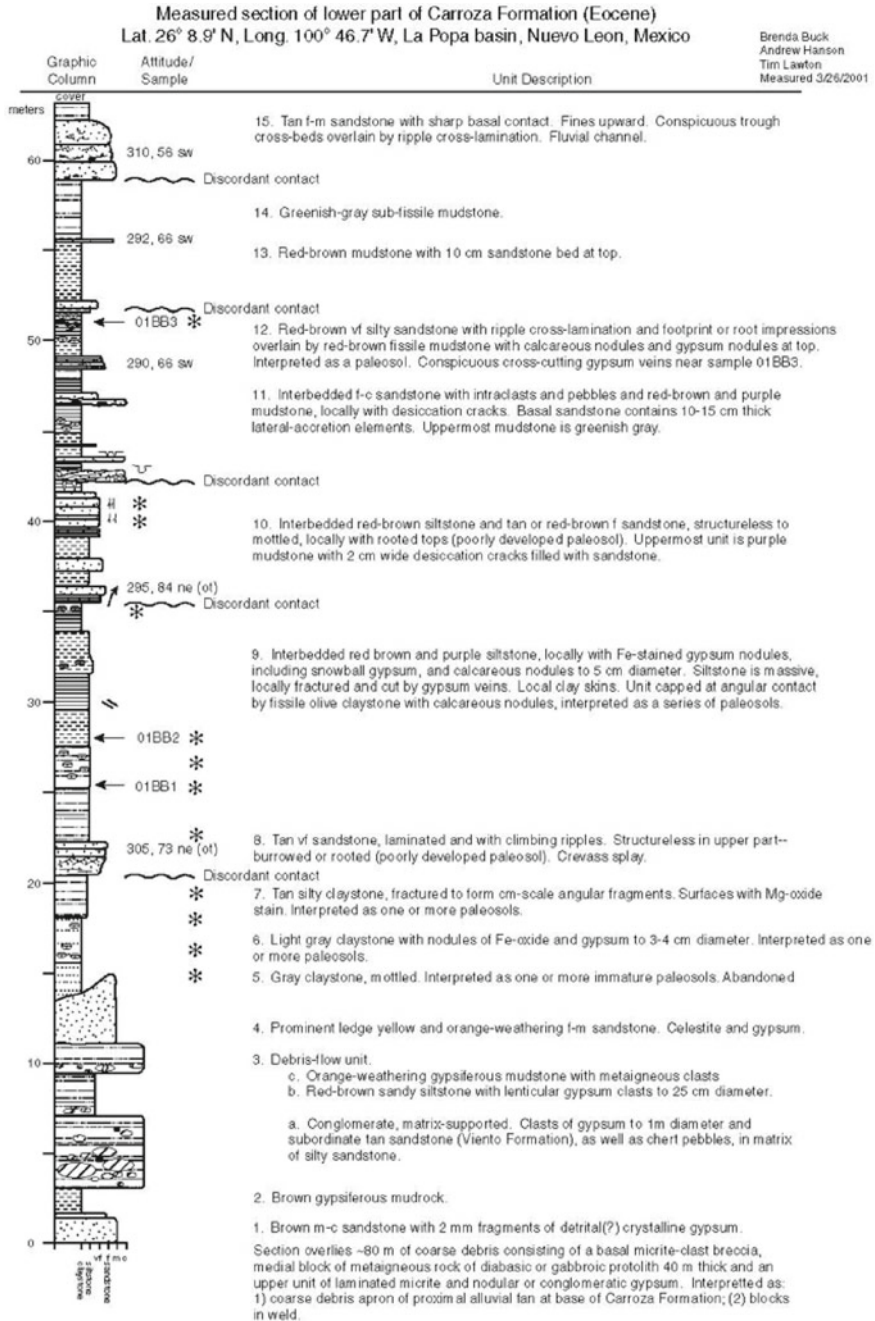 Measured section of lower part of Carroza Formation (Eocene)
Lat. 26° 8.9' N, Long. 100° 46.7' W, La Popa basin, Nuevo Leon, Mexico
Brenda Buck
Andrew Hanson
Tim Lawton
Measured 3/26/2001
Graphic
Column
Attitude/
Sample
Unit Description
cover
meters
15. Tan f-m sandstone with sharp basal contact. Fines upward. Conspicuous trough
cross-beds overlain by ripple cross-lamination. Fluvial channel.
310, 56 sw
60
Discordant contact
14. Greenish-gray sub-fissile mudstone.
292, 66 sw
13. Red-brown mudstone with 10 cm sandstone bed at top.
Discordant contact
01BB3 *
50
12. Red-brown vf silty sandstone with ripple cross-lamination and footprint or root impressions
overlain by red-brown fissile mudstone with calcareous nodules and gypsum nodules at top.
Interpreted as a paleosol. Conspicuous cross-cutting gypsum veins near sample 01BB3.
290, 66 sw
11. Interbedded f-c sandstone with intraclasts and pebbles and red-brown and purple
mudstone, locally with desiccation cracks. Basal sandstone contains 10-15 cm thick
lateral-accretion elements. Uppermost mudstone is greenish gray.
Discordant contact
*
40
*
10. Interbedded red-brown siltstone and tan or red-brown f sandstone, structureless to
mottled, locally with rooted tops (poorly developed paleosol). Uppermost unit is purple
mudstone with 2 cm wide desiccation cracks filled with sandstone.
295, 84 ne (ot)
Discordant contact
*
9. Interbedded red brown and purple siltstone, locally with Fe-stained gypsum nodules,
including snowball gypsum, and calcareous nodules to 5 cm diameter. Siltstone is massive,
locally fractured and cut by gypsum veins. Local clay skins. Unit capped at angular contact
by fissile olive claystone with calcareous nodules, interpreted as a series of paleosols.
30
01BB2 *
*
01BB1 *
*
305, 73 ne (ot)
8. Tan vf sandstone, laminated and with climbing ripples. Structureless in upper part--
burrowed or rooted (poorly developed paleosol). Crevass splay.
20
Discordant contact
*
7. Tan silty claystone, fractured to form cm-scale angular fragments. Surfaces with Mg-oxide
stain. Interpreted as one or more paleosols.
*
6. Light gray claystone with nodules of Fe-oxide and gypsum to 3-4 cm diameter. Interpreted as one
or more paleosols.
*
5. Gray claystone, mottled. Interpreted as one or more immature paleosols. Abandoned
*
4. Prominent ledge yellow and orange-weathering f-m sandstone. Celestite and gypsum.
10
3. Debris-flow unit.
c. Orange-weathering gypsiferous mudstone with metaigneous clasts
b. Red-brown sandy siltstone with lenticular gypsum clasts to 25 cm diameter.
a. Conglomerate, matrix-supported. Clasts of gypsum to 1m diameter and
subordinate tan sandstone (Viento Formation), as well as chert pebbles, in matrix
of silty sandstone.
2. Brown gypsiferous mudrock.
1. Brown m-c sandstone with 2 mm fragments of detrital(?) crystalline gypsum.
0
Section overlies ~80 m of coarse debris consisting of a basal micrite-clast breccia,
medial block of metaigneous rock of diabasic or gabbroic protolith 40 m thick and an
upper unit of laminated micrite and nodular or conglomeratic gypsum. Interpretted as:
1) coarse debris apron of proximal alluvial fan at base of Carroza Formation; (2) blocks
in weld.
vf f m c
claystone
siltstone
sandstone